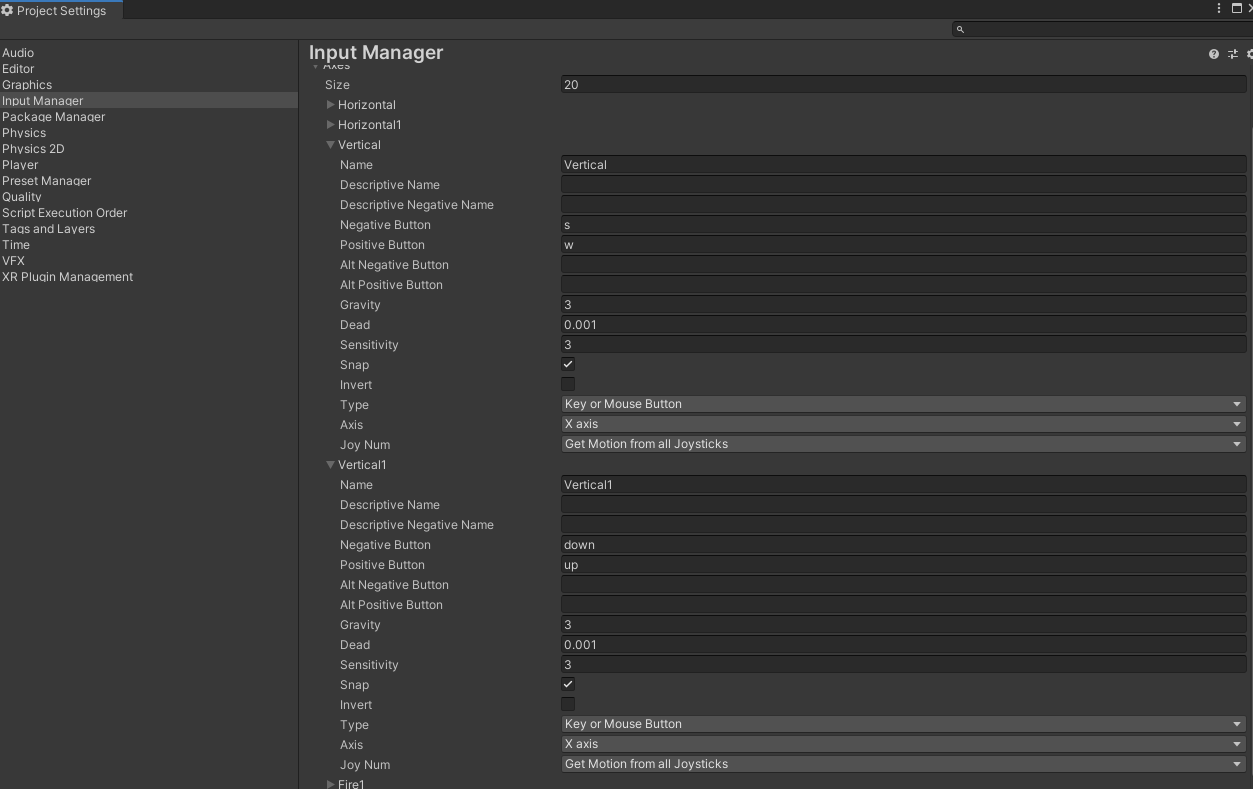 Project Settings
Audio
Editor
Graphics
Input Manager
Package Manager
Physics
Physics 2D
Player
Preset Manager
Quality
Script Execution Order
Tags and Layers
Time
VFX
XR Plugin Management
Input Manager
Axes
Size 20
Horizontal
Horizontal1
Vertical
Name Vertical
Descriptive Name
Descriptive Negative Name
Negative Button s
Positive Button w
Alt Negative Button
Alt Positive Button
Gravity 3
Dead 0.001
Sensitivity 3
Snap
Invert
Type Key or Mouse Button
Axis X axis
Joy Num Get Motion from all Joysticks
Vertical1
Name Vertical1
Descriptive Name
Descriptive Negative Name
Negative Button down
Positive Button up
Alt Negative Button
Alt Positive Button
Gravity 3
Dead 0.001
Sensitivity 3
Snap
Invert
Type Key or Mouse Button
Axis X axis
Joy Num Get Motion from all Joysticks
Fire1